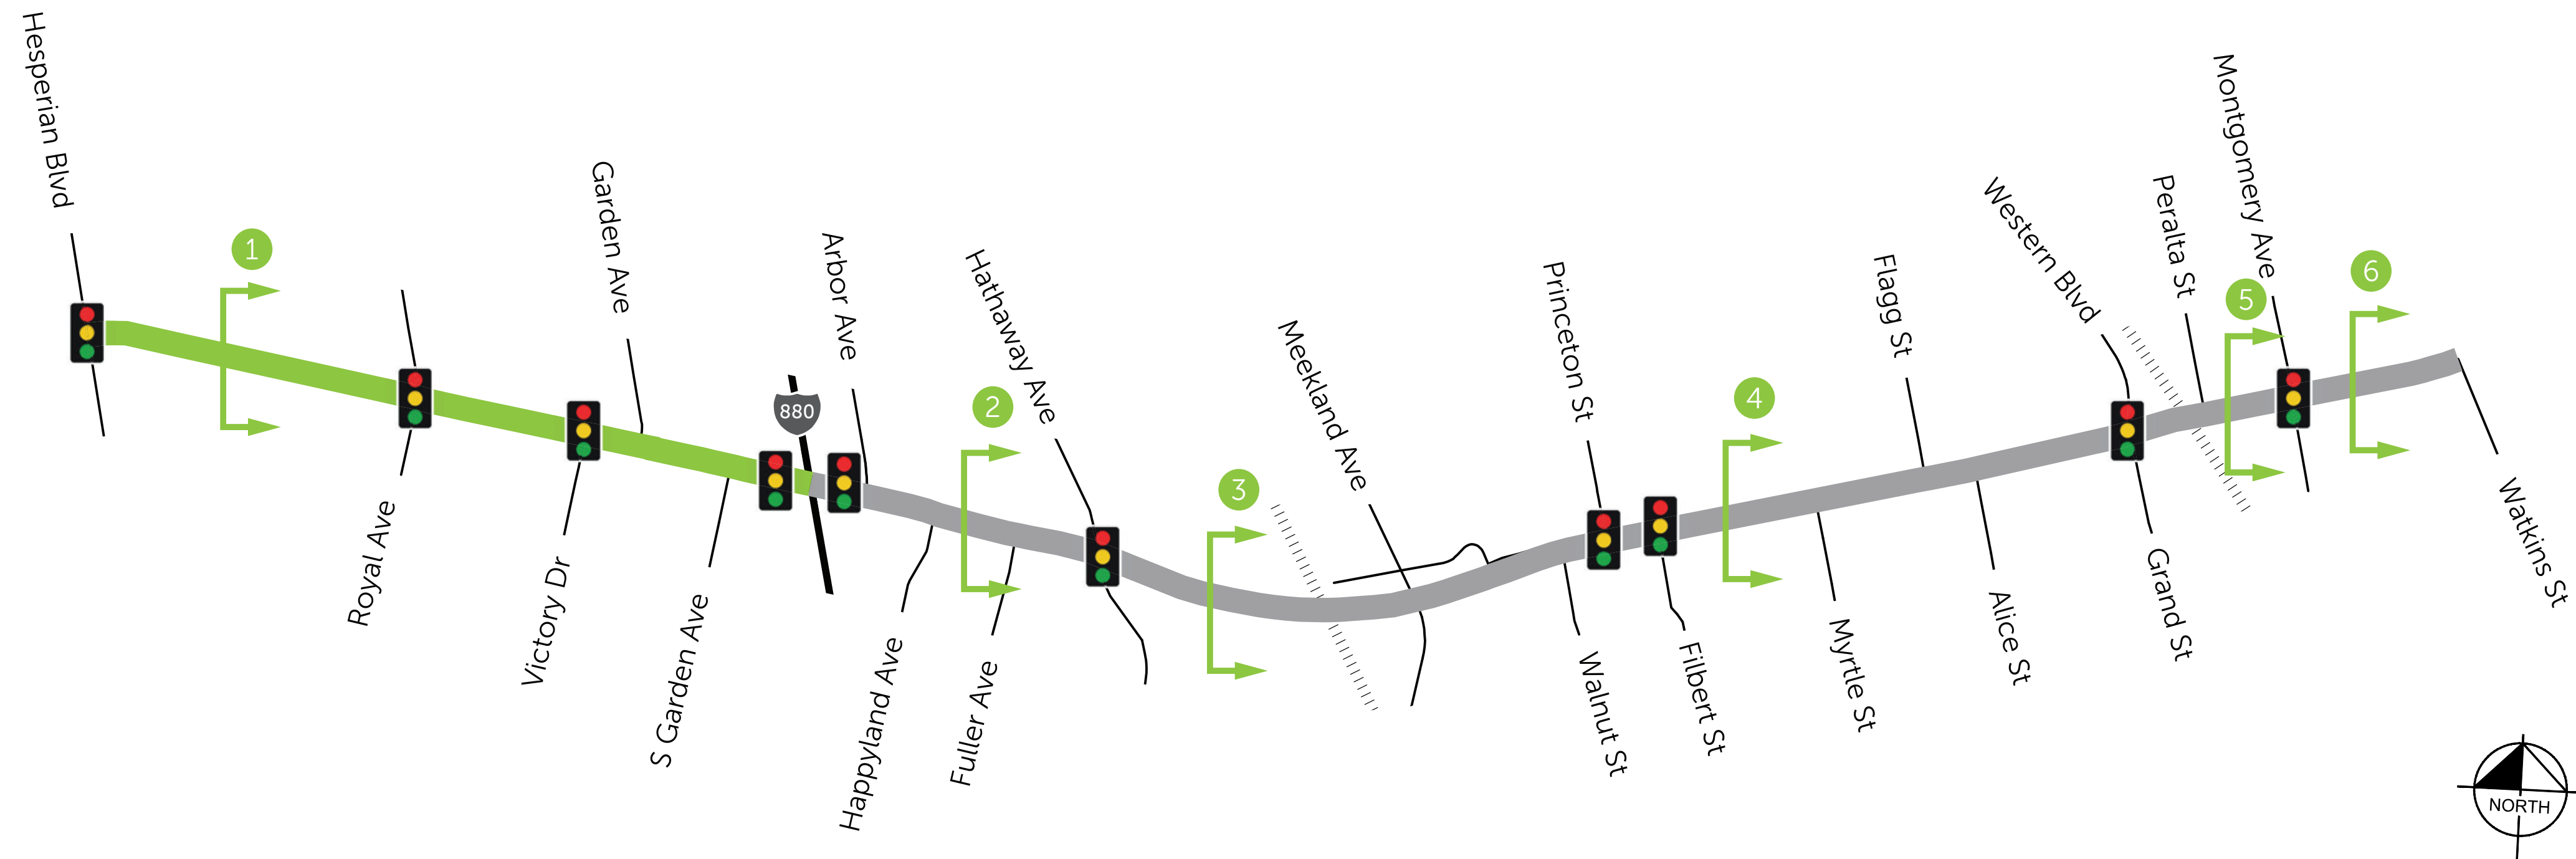 Hesperian Blvd
1
Royal Ave
Victory Dr
Garden Ave
S Garden Ave
880
Arbor Ave
Happyland Ave
2
Fuller Ave
Hathaway Ave
3
Meekland Ave
Princeton St
Walnut St
Filbert St
4
Myrtle St
Flagg St
Alice St
Western Blvd
Grand St
Peralta St
5
Montgomery Ave
6
Watkins St
NORTH